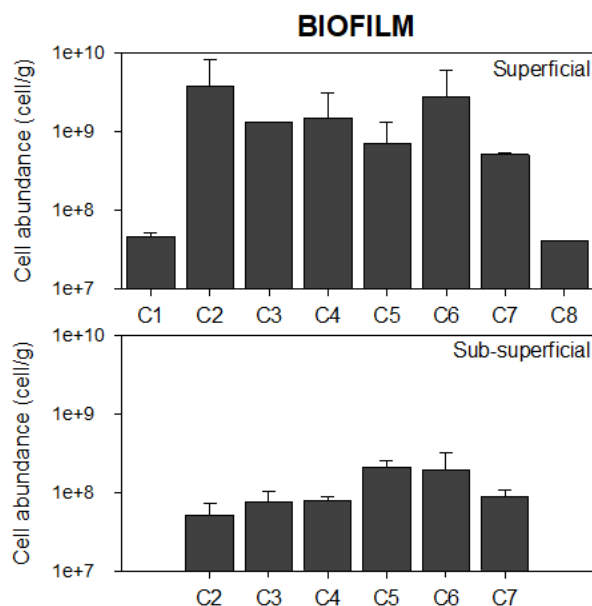 BIOFILM
Superficial
Cell abundance (cell/g)
1e+10
1e+9
1e+8
1e+7
C1 C2 C3 C4 C5 C6 C7 C8
Sub-superficial
Cell abundance (cell/g)
1e+10
1e+9
1e+8
1e+7
C2 C3 C4 C5 C6 C7